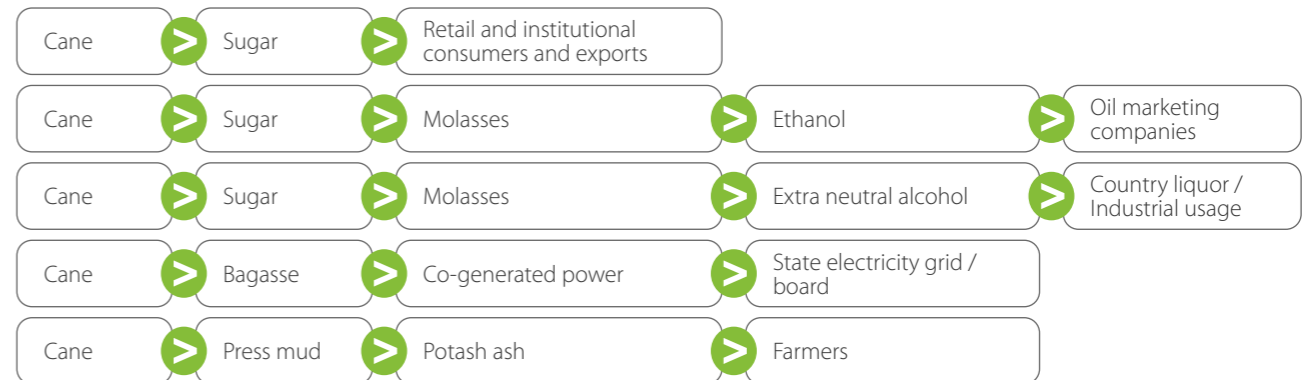 Cane > Sugar > Retail and institutional
consumers and exports
Cane > Sugar > Molasses > Ethanol > Oil marketing
companies
Cane > Sugar > Molasses > Extra neutral alcohol > Country liquor /
Industrial usage
Cane > Bagasse > Co-generated power > State electricity grid /
board
Cane > Press mud > Potash ash > Farmers